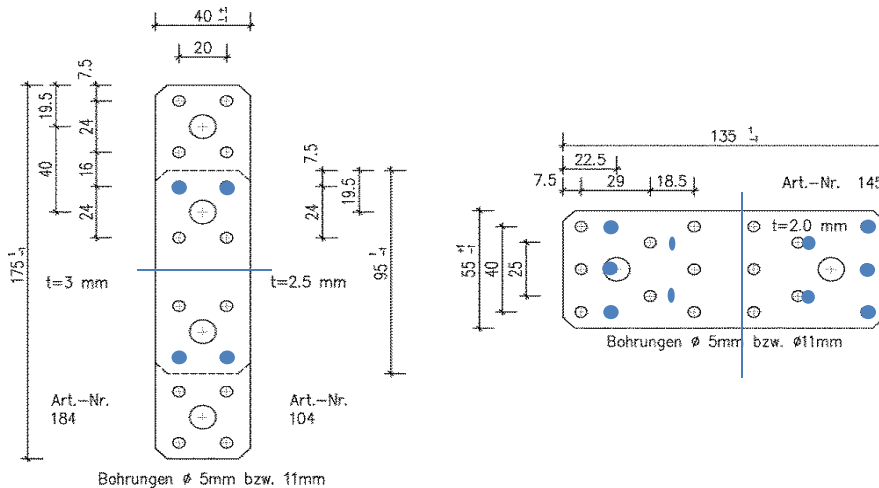 40 +1 -1
20
7.5
19.5
24
40
16
24
175 1 -1
t=3 mm
t=2.5 mm
7.5
19.5
24
95 1 -1
Art.-Nr.
184
Art.-Nr.
104
Bohrungen ø 5mm bzw. 11mm
135 1 -1
22.5
7.5
29
18.5
Art.-Nr. 145
t=2.0 mm
55 +1 -1
40
25
Bohrungen ø 5mm bzw. ø11mm